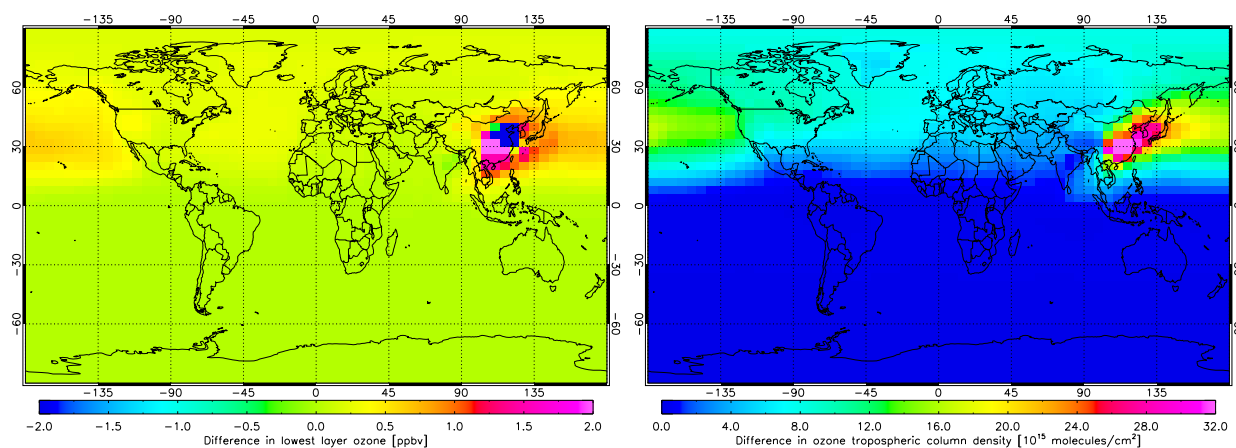 −135 −90 −45 0 45 90 135
60
30
0
−30
−60
60
30
0
−30
−60
−135 −90 −45 0 45 90 135
−2.0 −1.5 −1.0 −0.5 0.0 0.5 1.0 1.5 2.0
Difference in lowest layer ozone [ppbv]
−135 −90 −45 0 45 90 135
60
30
0
−30
−60
60
30
0
−30
−60
−135 −90 −45 0 45 90 135
0.0 4.0 8.0 12.0 16.0 20.0 24.0 28.0 32.0
Difference in ozone tropospheric column density [10¹⁵ molecules/cm²]